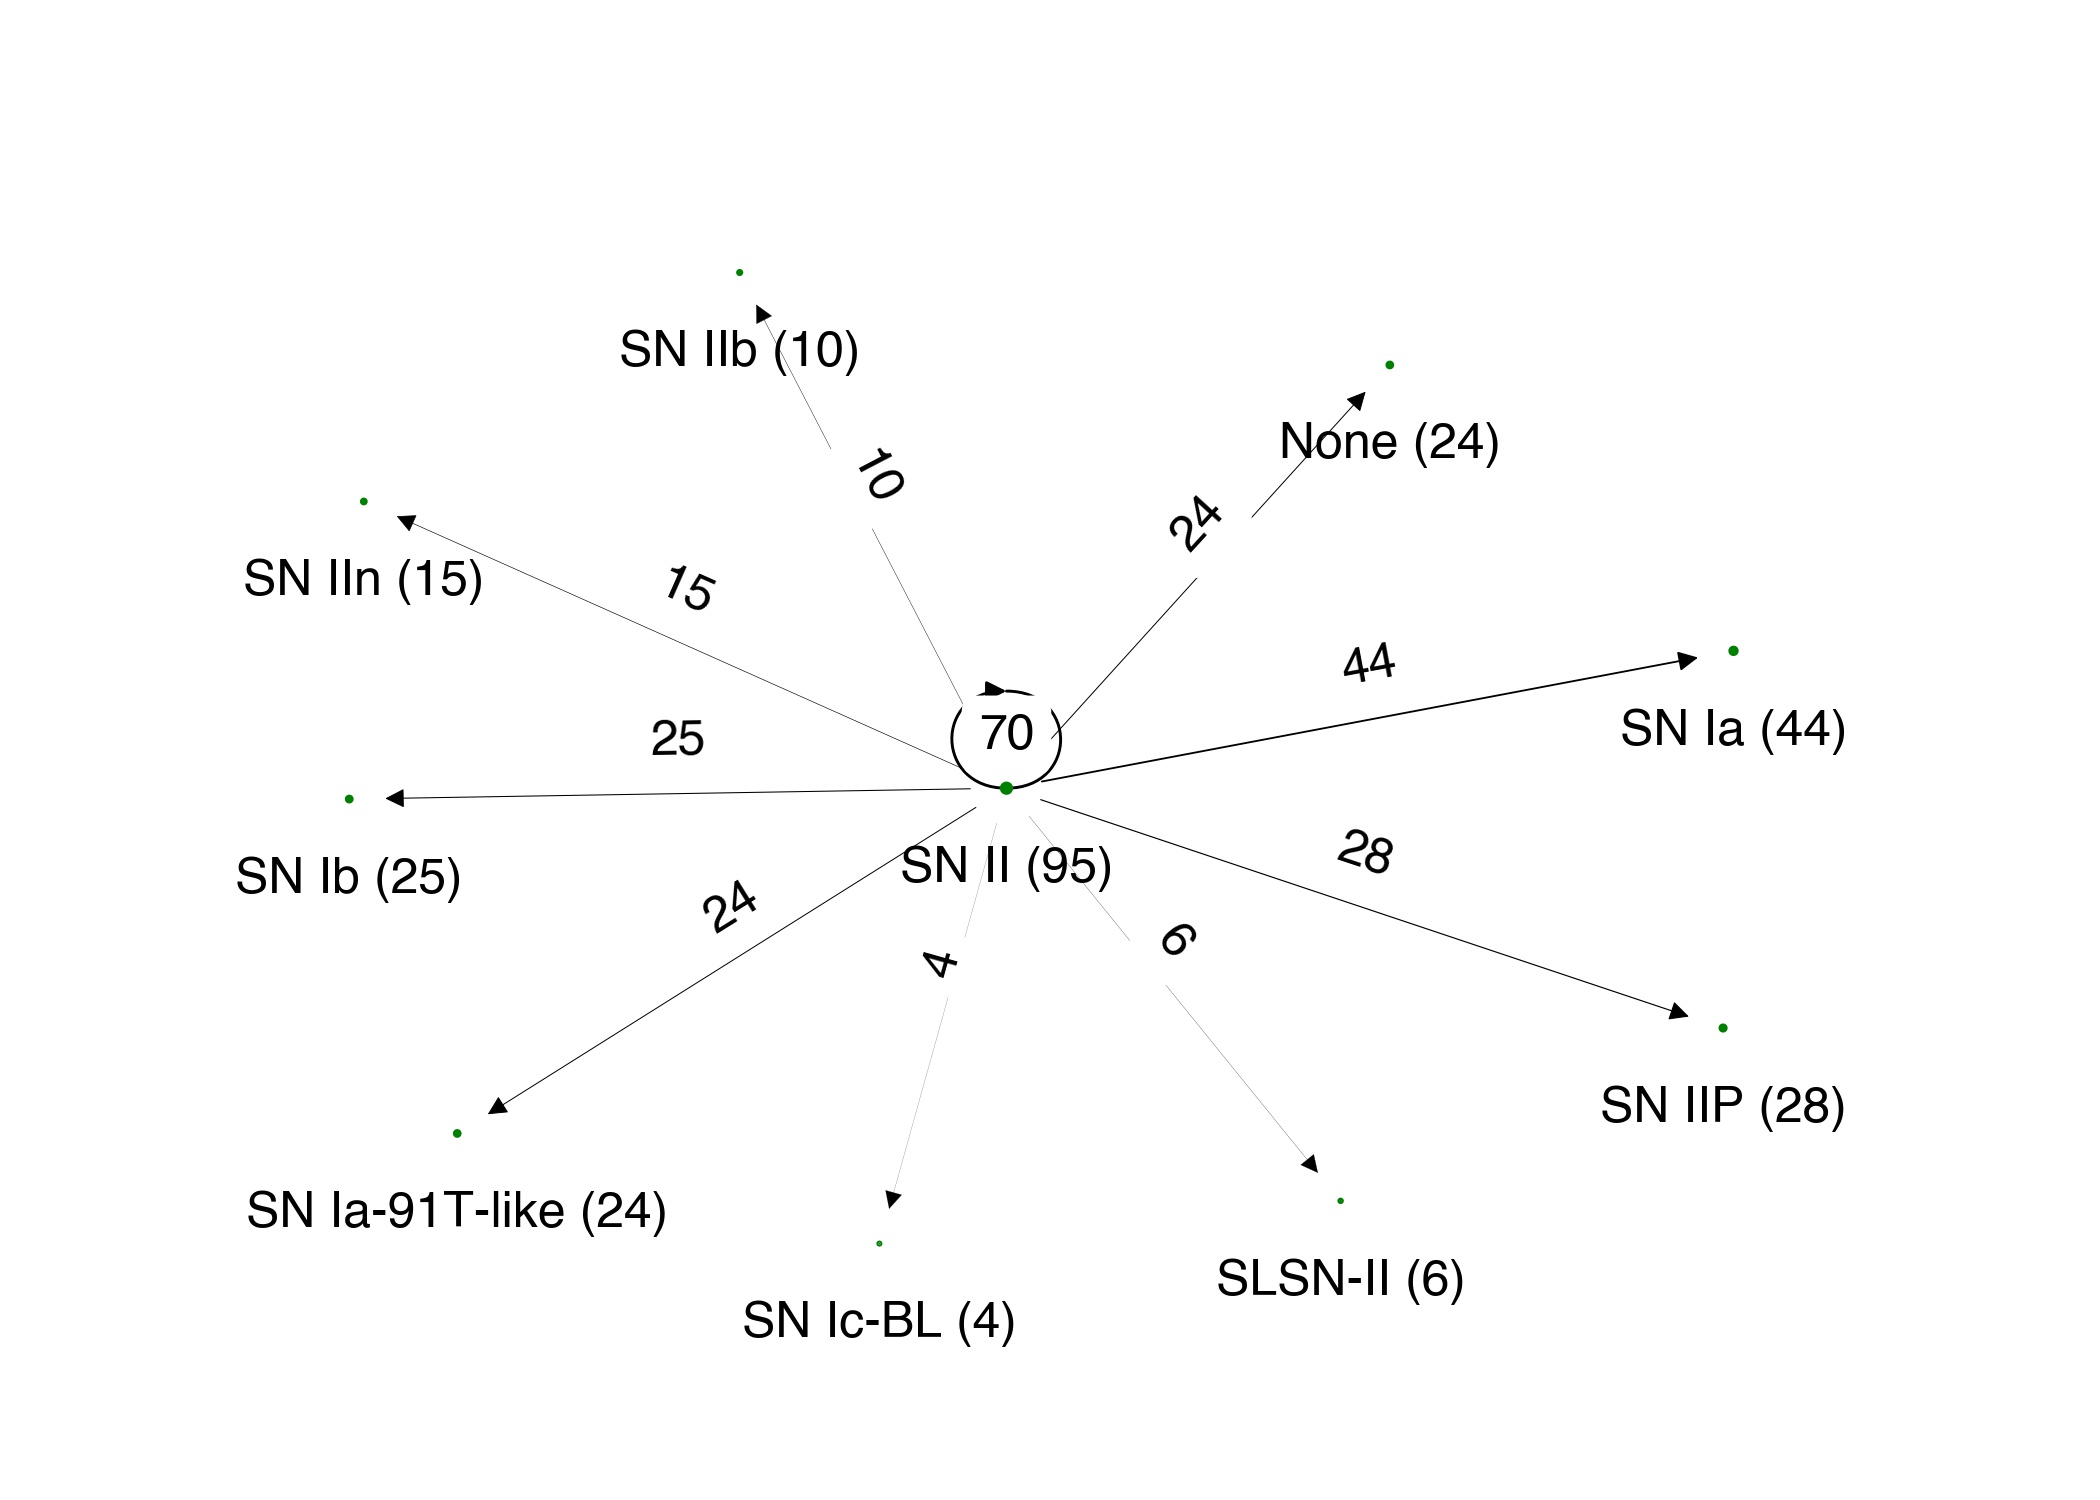 SN IIb (10)
None (24)
10
24
SN IIn (15)
15
44
SN Ia (44)
70
25
SN Ib (25)
SN II (95)
28
24
4
6
SN IIP (28)
SN Ia-91T-like (24)
SLSN-II (6)
SN Ic-BL (4)